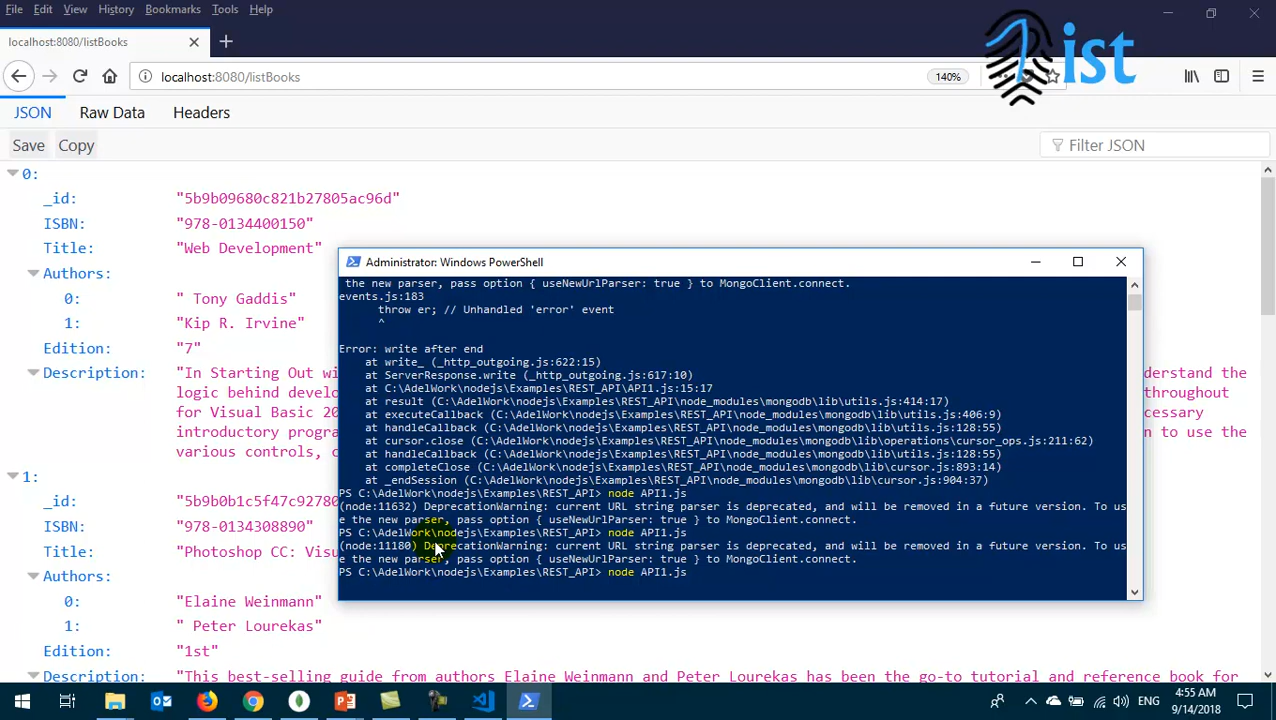 File Edit View History Bookmarks Tools Help
localhost:8080/listBooks
ist
localhost:8080/listBooks 140%
JSON Raw Data Headers
Save Copy Filter JSON
0:
_id: "5b9b09680c821b27805ac96d"
ISBN: "978-0134400150"
Title: "Web Development"
Authors:
0: " Tony Gaddis"
1: "Kip R. Irvine"
Edition: "7"
Description: "In Starting Out wi
derstand the
logic behind develo
throughout
for Visual Basic 20
cessary
introductory progra
n to use the
various controls, c
1:
_id: "5b9b0b1c5f47c92780
ISBN: "978-0134308890"
Title: "Photoshop CC: Visu
Authors:
0: "Elaine Weinmann"
1: " Peter Lourekas"
Edition: "1st"
Description: "This best-selling guide from authors Elaine Weinmann and Peter Lourekas has been the go-to tutorial and reference book for
Administrator: Windows PowerShell
the new parser, pass option { useNewUrlParser: true } to MongoClient.connect.
events.js:183
throw er; // Unhandled 'error' event
^
Error: write after end
at write_ (_http_outgoing.js:622:15)
at ServerResponse.write (_http_outgoing.js:617:10)
at C:\AdelWork\nodejs\Examples\REST_API\API1.js:15:17
at result (C:\AdelWork\nodejs\Examples\REST_API\node_modules\mongodb\lib\utils.js:414:17)
at executeCallback (C:\AdelWork\nodejs\Examples\REST_API\node_modules\mongodb\lib\utils.js:406:9)
at handleCallback (C:\AdelWork\nodejs\Examples\REST_API\node_modules\mongodb\lib\utils.js:128:55)
at cursor.close (C:\AdelWork\nodejs\Examples\REST_API\node_modules\mongodb\lib\operations\cursor_ops.js:211:62)
at handleCallback (C:\AdelWork\nodejs\Examples\REST_API\node_modules\mongodb\lib\utils.js:128:55)
at completeClose (C:\AdelWork\nodejs\Examples\REST_API\node_modules\mongodb\lib\cursor.js:893:14)
at _endSession (C:\AdelWork\nodejs\Examples\REST_API\node_modules\mongodb\lib\cursor.js:904:37)
PS C:\AdelWork\nodejs\Examples\REST_API> node API1.js
(node:11632) DeprecationWarning: current URL string parser is deprecated, and will be removed in a future version. To us
e the new parser, pass option { useNewUrlParser: true } to MongoClient.connect.
PS C:\AdelWork\nodejs\Examples\REST_API> node API1.js
(node:11180) DeprecationWarning: current URL string parser is deprecated, and will be removed in a future version. To us
e the new parser, pass option { useNewUrlParser: true } to MongoClient.connect.
PS C:\AdelWork\nodejs\Examples\REST_API> node API1.js
ENG
4:55 AM
9/14/2018